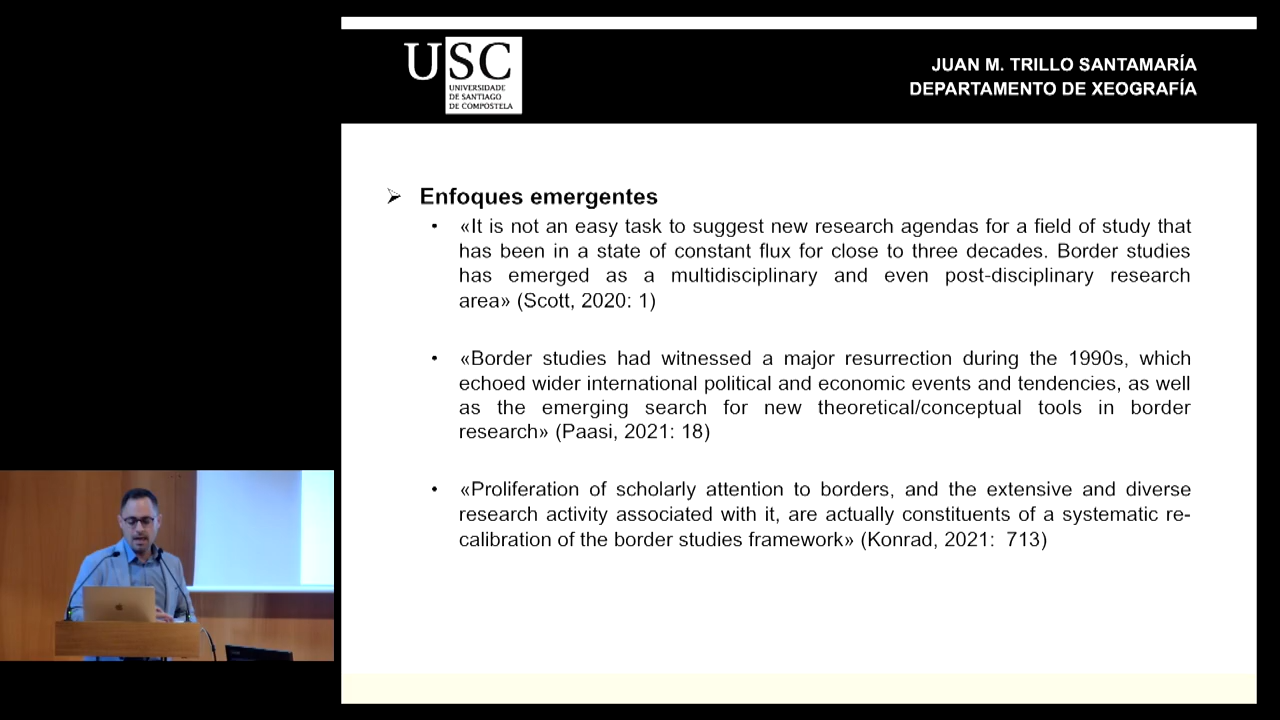 USC
UNIVERSIDADE
DE SANTIAGO
DE COMPOSTELA
JUAN M. TRILLO SANTAMARÍA
DEPARTAMENTO DE XEOGRAFÍA
➢ Enfoques emergentes
• «It is not an easy task to suggest new research agendas for a field of study that
has been in a state of constant flux for close to three decades. Border studies
has emerged as a multidisciplinary and even post-disciplinary research
area» (Scott, 2020: 1)
• «Border studies had witnessed a major resurrection during the 1990s, which
echoed wider international political and economic events and tendencies, as well
as the emerging search for new theoretical/conceptual tools in border
research» (Paasi, 2021: 18)
• «Proliferation of scholarly attention to borders, and the extensive and diverse
research activity associated with it, are actually constituents of a systematic re-
calibration of the border studies framework» (Konrad, 2021: 713)